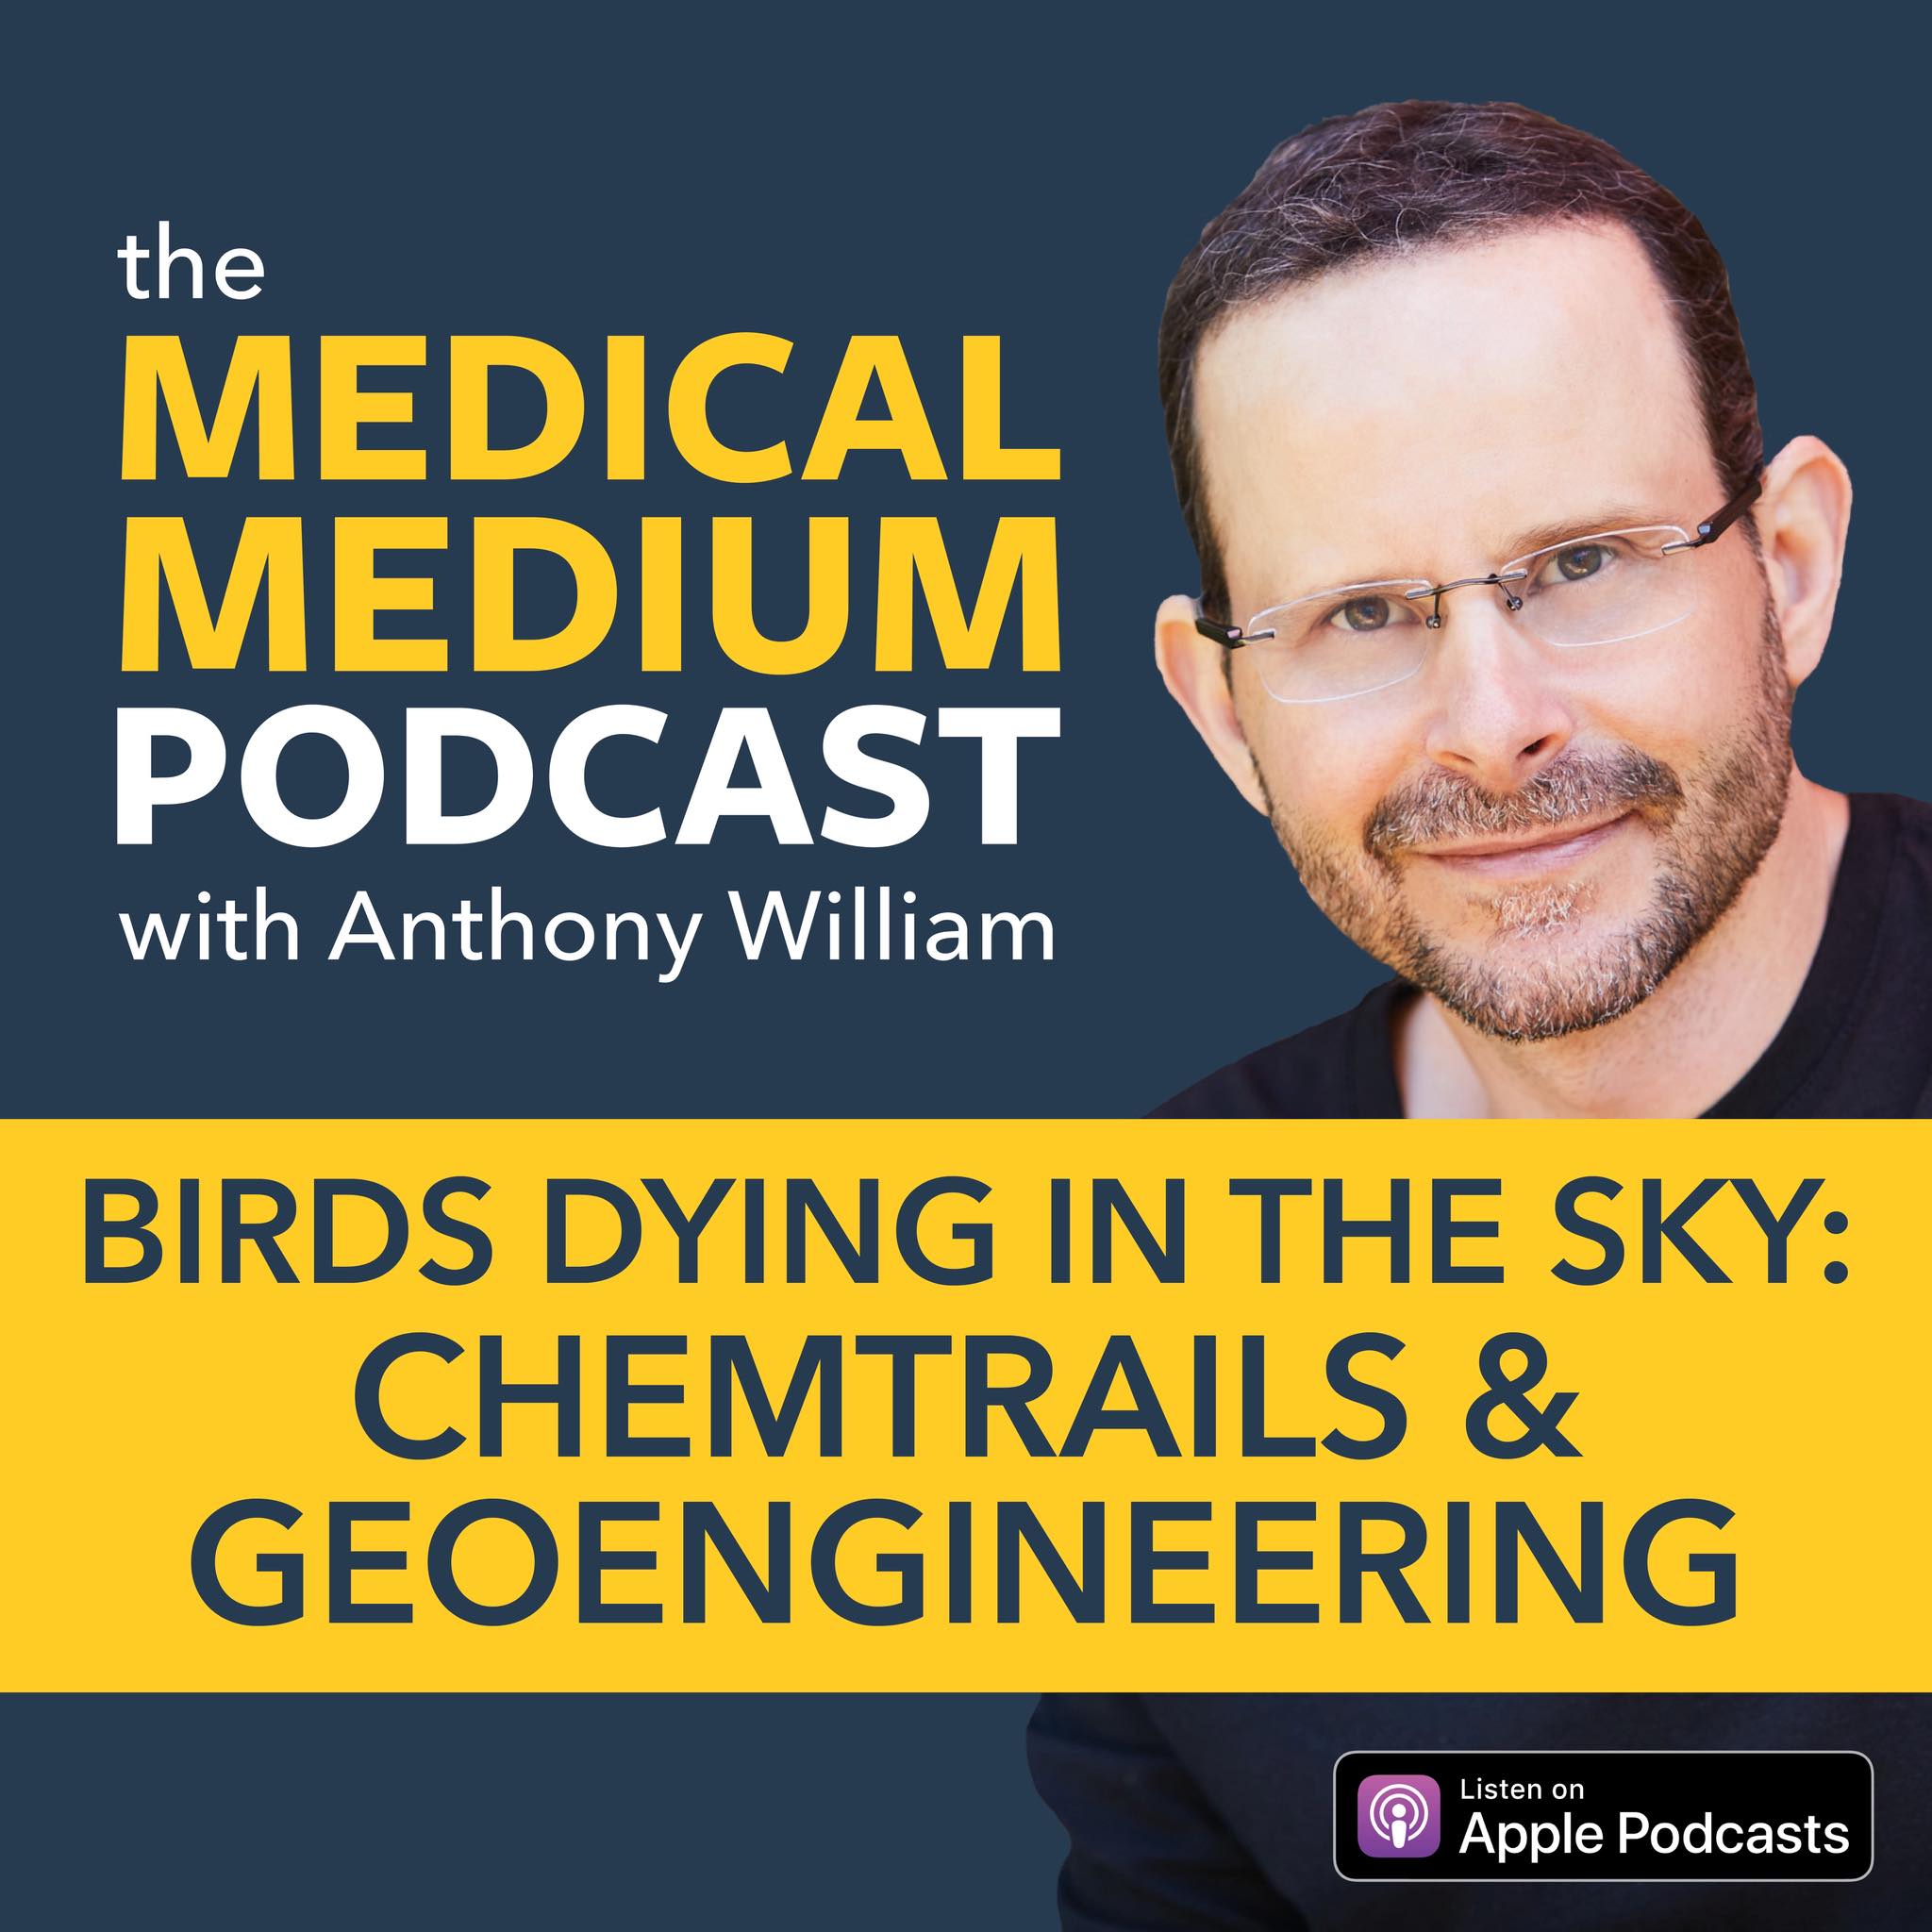 the
MEDICAL
MEDIUM
PODCAST
with Anthony William
BIRDS DYING IN THE SKY:
CHEMTRAILS &
GEOENGINEERING
Listen on
Apple Podcasts